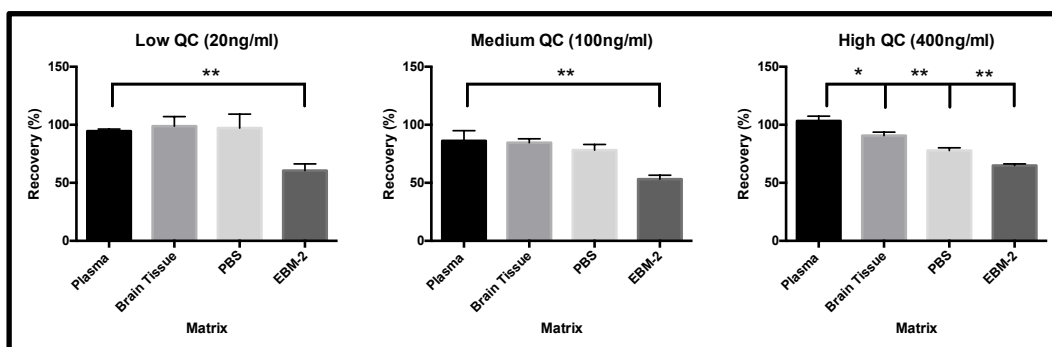 Low QC (20ng/ml)
**
Recovery (%)
150
100
50
0
Plasma
Brain Tissue
PBS
EBM-2
Matrix
Medium QC (100ng/ml)
**
Recovery (%)
150
100
50
0
Plasma
Brain Tissue
PBS
EBM-2
Matrix
High QC (400ng/ml)
* ** **
Recovery (%)
150
100
50
0
Plasma
Brain Tissue
PBS
EBM-2
Matrix